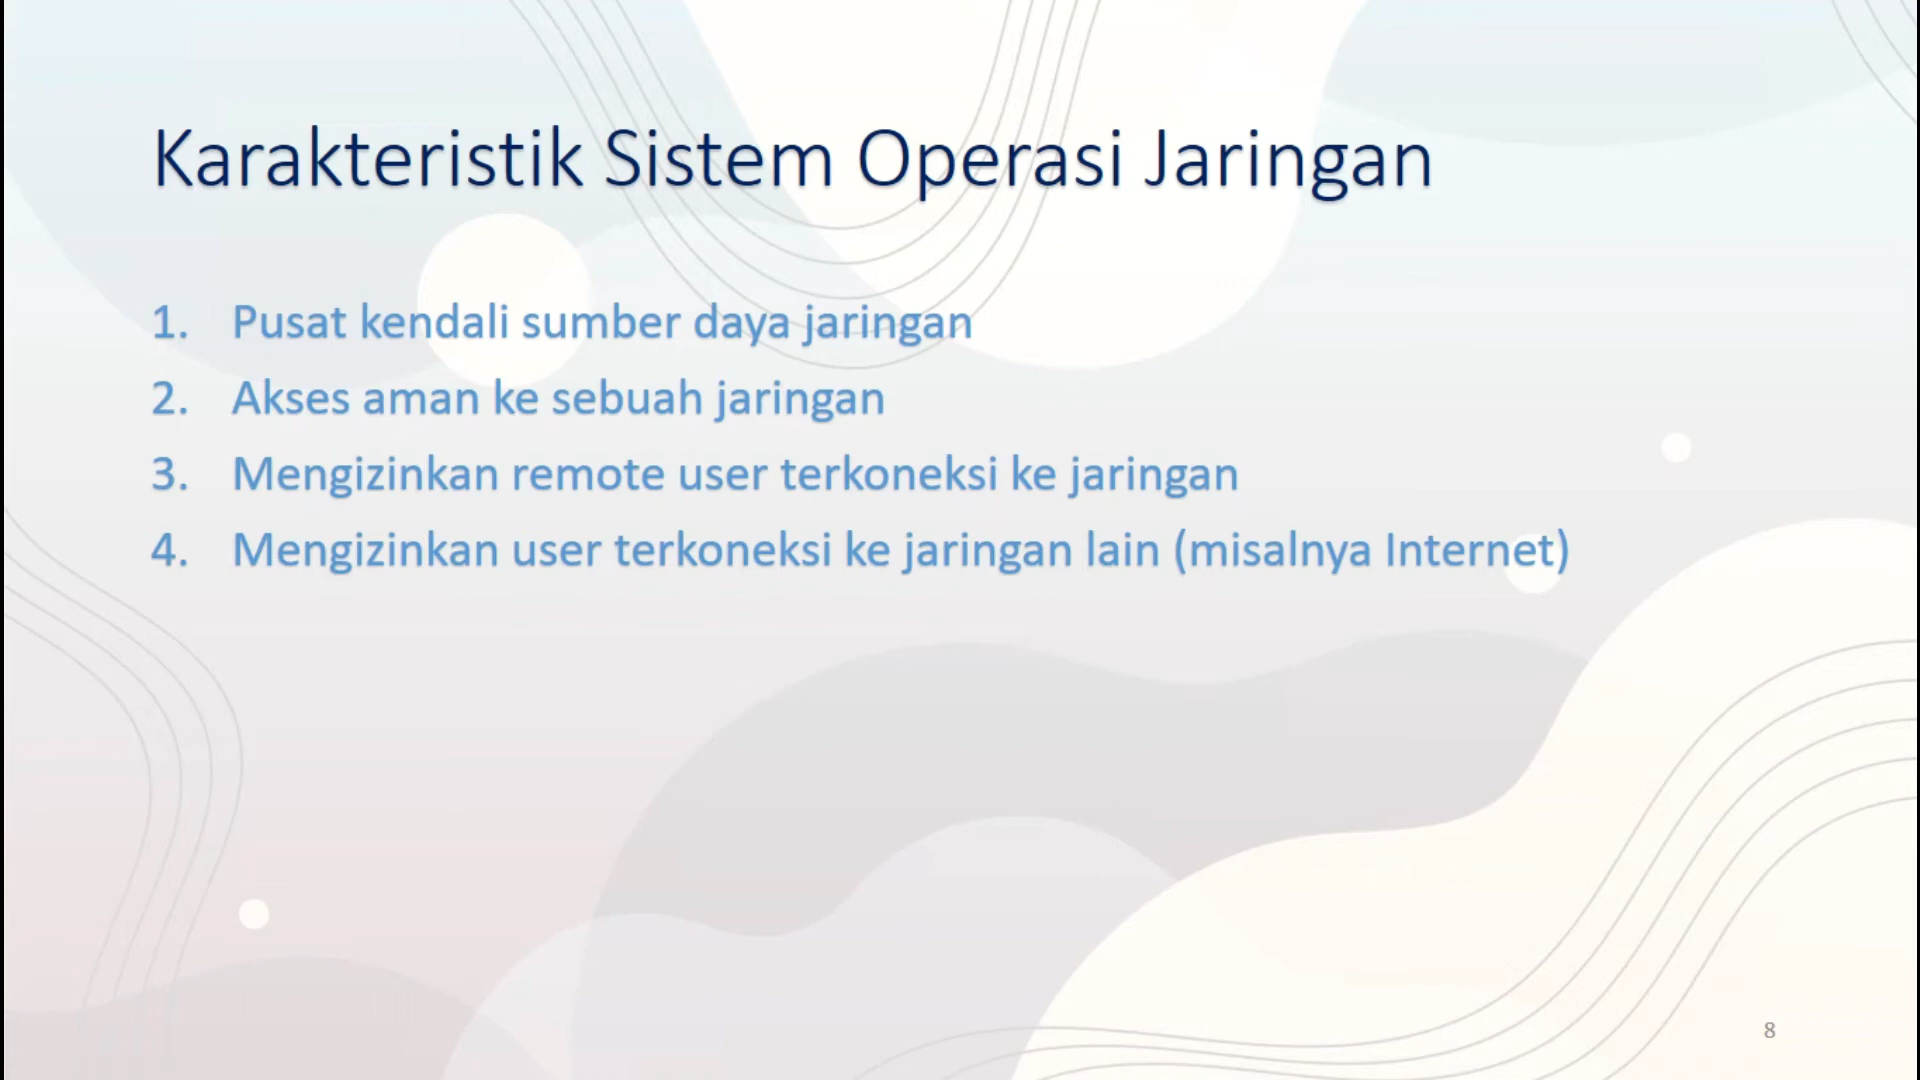 Karakteristik Sistem Operasi Jaringan
1. Pusat kendali sumber daya jaringan
2. Akses aman ke sebuah jaringan
3. Mengizinkan remote user terkoneksi ke jaringan
4. Mengizinkan user terkoneksi ke jaringan lain (misalnya Internet)
8